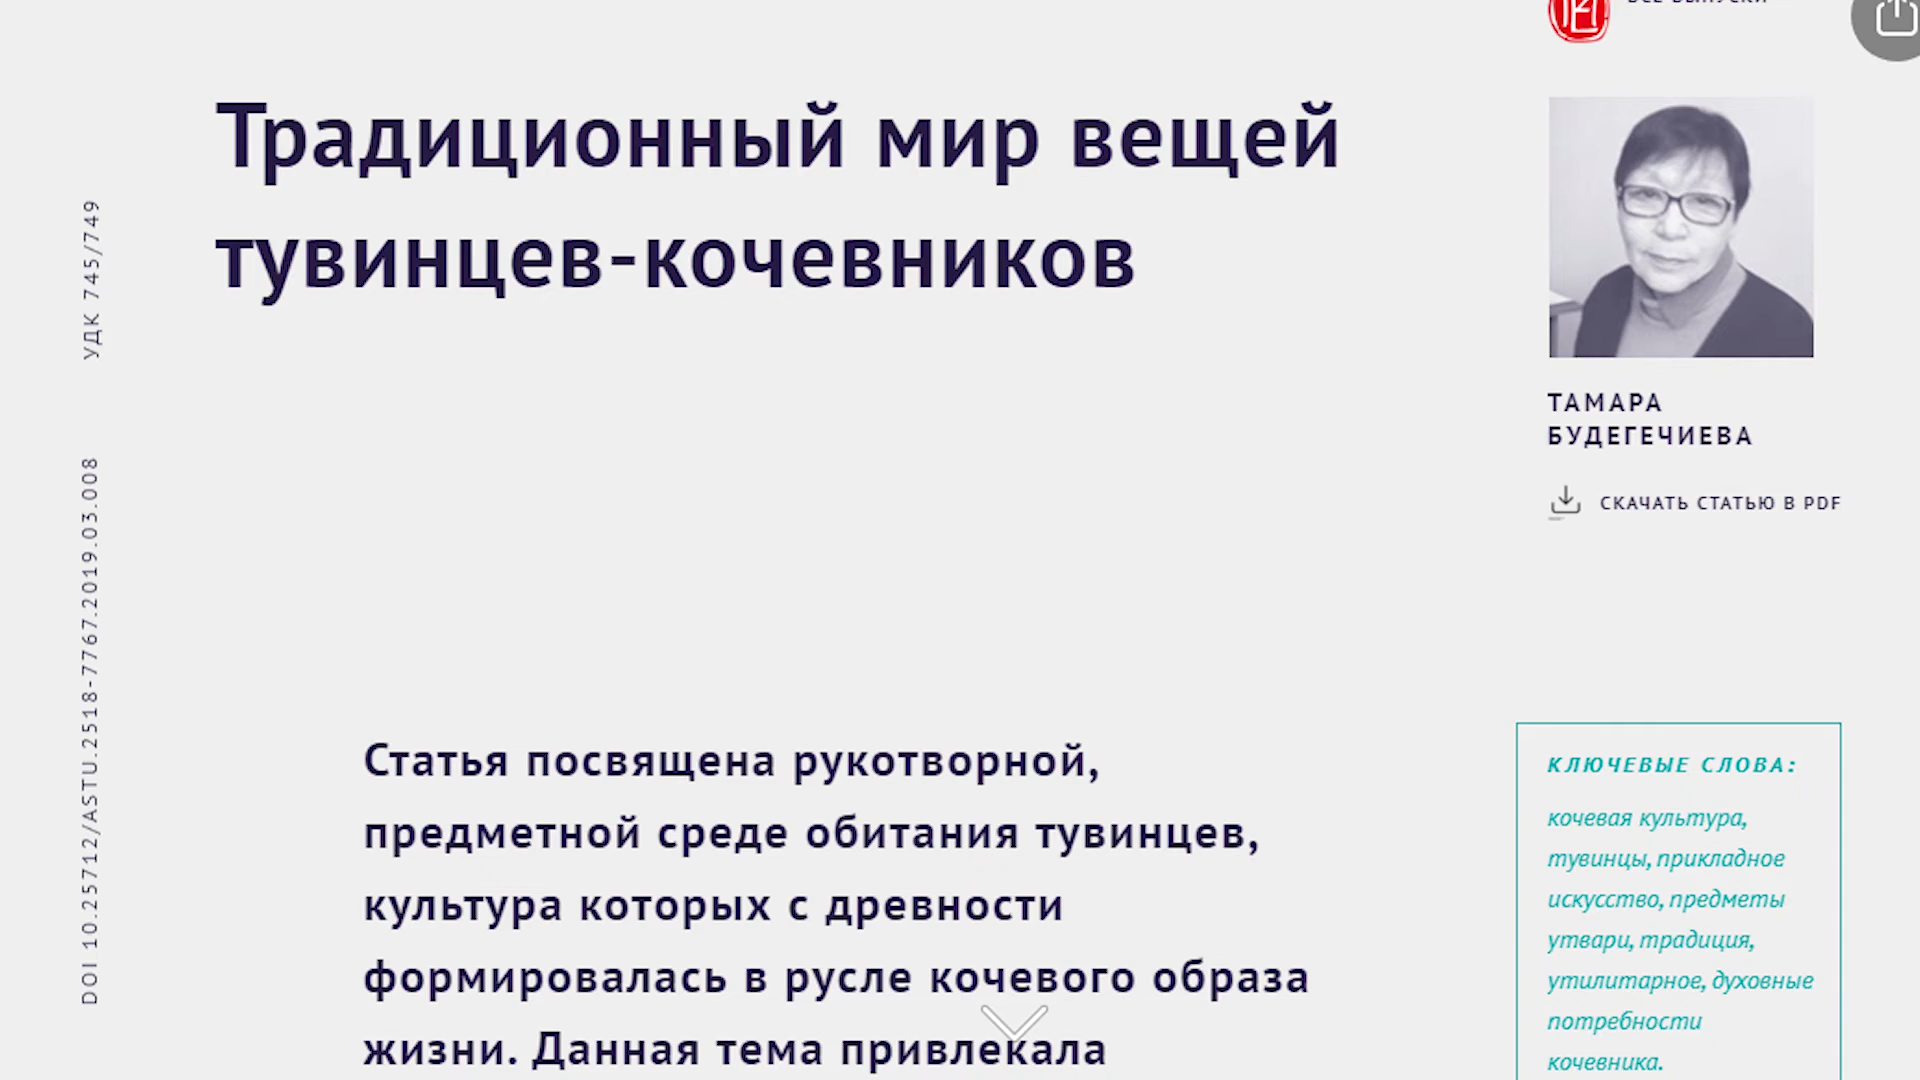 ВСЕ ВЫПУСКИ
Традиционный мир вещей
тувинцев-кочевников
УДК 745/749
DOI 10.25712/ASTU.2518-7767.2019.03.008
ТАМАРА
БУДЕГЕЧИЕВА
СКАЧАТЬ СТАТЬЮ В PDF
Статья посвящена рукотворной,
предметной среде обитания тувинцев,
культура которых с древности
формировалась в русле кочевого образа
жизни. Данная тема привлекала
КЛЮЧЕВЫЕ СЛОВА:
кочевая культура,
тувинцы, прикладное
искусство, предметы
утвари, традиция,
утилитарное, духовные
потребности
кочевника.